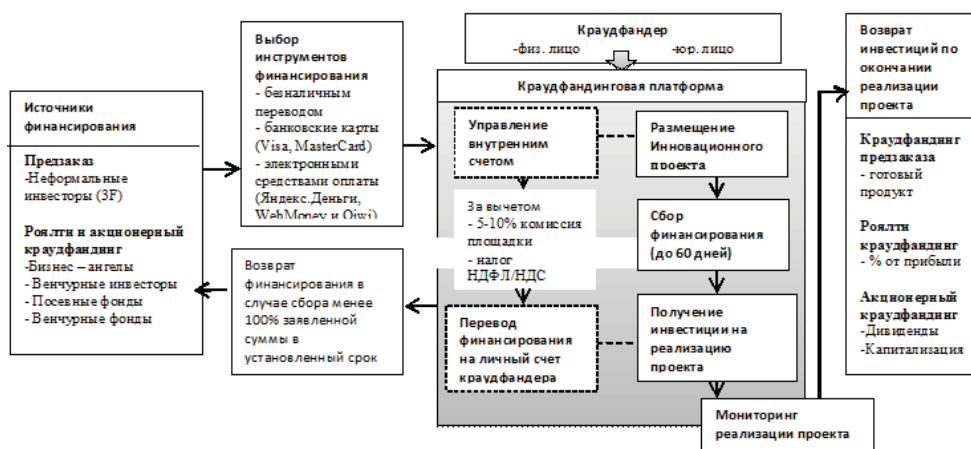 Источники
финансирования
Предзаказ
-Неформальные
инвесторы (3F)
Роялти и акционерный
краудфандинг
-Бизнес – ангелы
- Венчурные инвесторы
- Посевные фонды
- Венчурные фонды
Выбор
инструментов
финансирования
- безналичным
переводом
- банковские карты
(Visa, MasterCard)
- электронными
средствами оплаты
(Яндекс.Деньги,
WebMoney и Qiwi)
Возврат
финансирования в
случае сбора менее
100% заявленной
суммы в
установленный срок
Краудфандер
-физ. лицо -юр. лицо
Краудфандинговая платформа
Управление
внутренним
счетом
За вычетом
- 5-10% комиссия
площадки
- налог
НДФЛ/НДС
Перевод
финансирования
на личный счет
краудфандера
Размещение
Инновационного
проекта
Сбор
финансирования
(до 60 дней)
Получение
инвестиции на
реализацию
проекта
Мониторинг
реализации проекта
Возврат
инвестиций по
окончании
реализации
проекта
Краудфандинг
предзаказа
- готовый
продукт
Роялти
краудфандинг
- % от прибыли
Акционерный
краудфандинг
-Дивиденды
-Капитализация